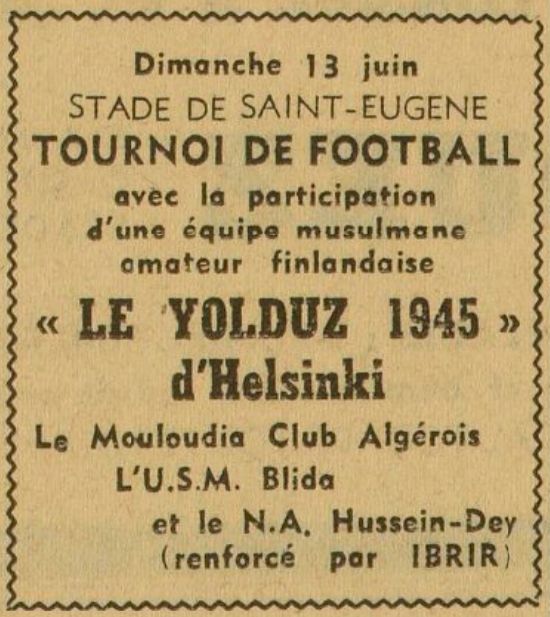 Dimanche 13 juin
STADE DE SAINT-EUGENE
TOURNOI DE FOOTBALL
avec la participation
d'une équipe musulmane
amateur finlandaise
« LE YOLDUZ 1945 »
d'Helsinki
Le Mouloudia Club Algérois
L'U.S.M. Blida
et le N.A. Hussein-Dey
(renforcé par IBRIR)